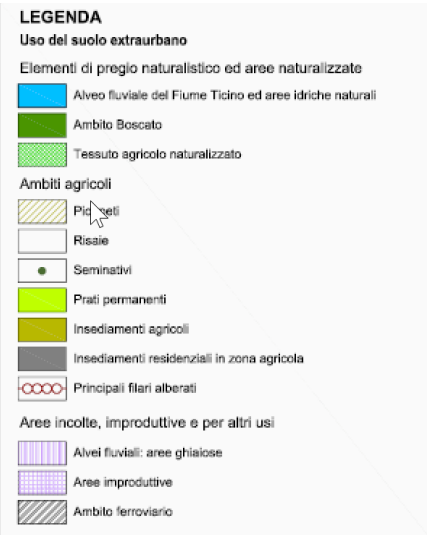 LEGENDA
Uso del suolo extraurbano
Elementi di pregio naturalistico ed aree naturalizzate
Alveo fluviale del Fiume Ticino ed aree idriche naturali
Ambito Boscato
Tessuto agricolo naturalizzato
Ambiti agricoli
Risaie
Seminativi
Prati permanenti
Insediamenti agricoli
Insediamenti residenziali in zona agricola
Principali filari alberati
Aree incolte, improduttive e per altri usi
Alvei fluviali: aree ghiaiose
Aree improduttive
Ambito ferroviario